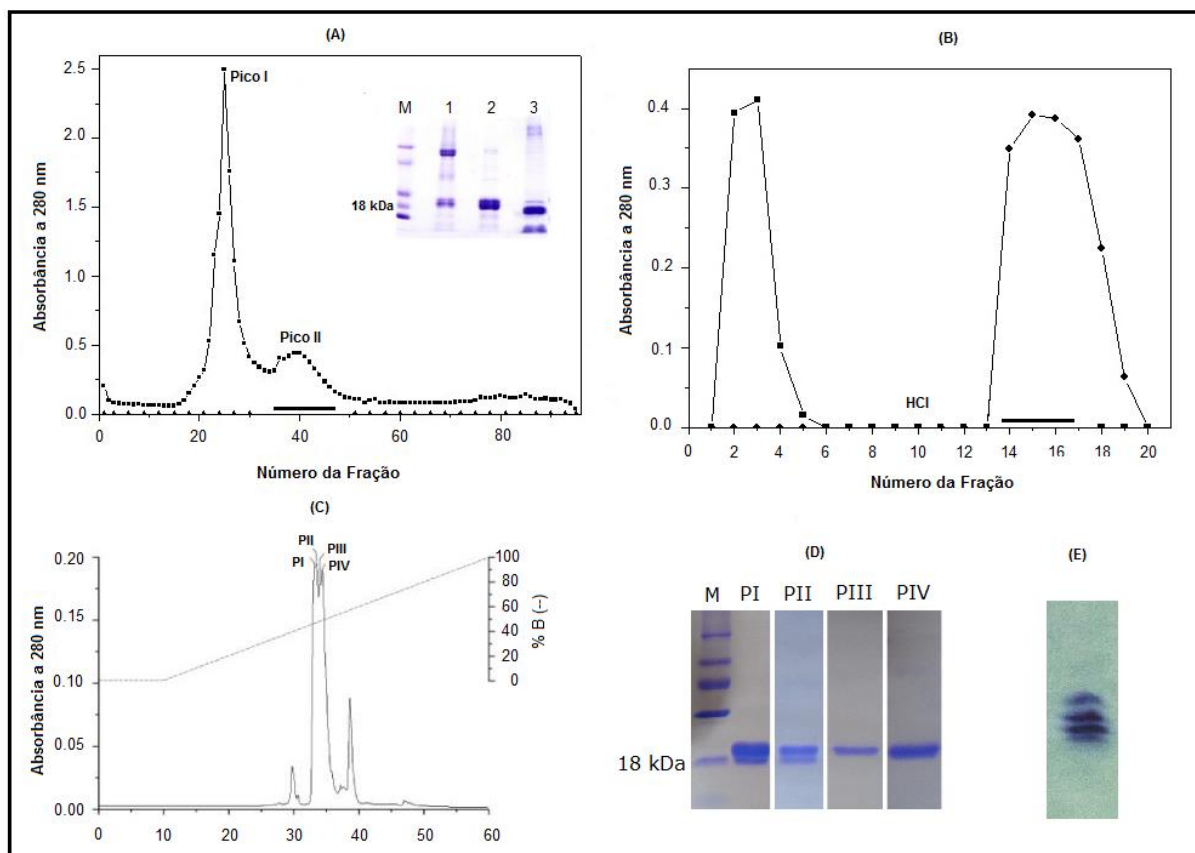 (A)
Pico I
Pico II
M 1 2 3
18 kDa
Absorbância a 280 nm
2.5
2.0
1.5
1.0
0.5
0.0
0 20 40 60 80
Número da Fração
(B)
Absorbância a 280 nm
0.4
0.3
0.2
0.1
0.0
HCl
0 2 4 6 8 10 12 14 16 18 20
Número da Fração
(C)
PII
PIII
PI
PIV
Absorbância a 280 nm
0.20
0.15
0.10
0.05
0.00
0 10 20 30 40 50 60
100
80
60
40
20
0
% B (--)
(D)
M PI PII PIII PIV
18 kDa
(E)